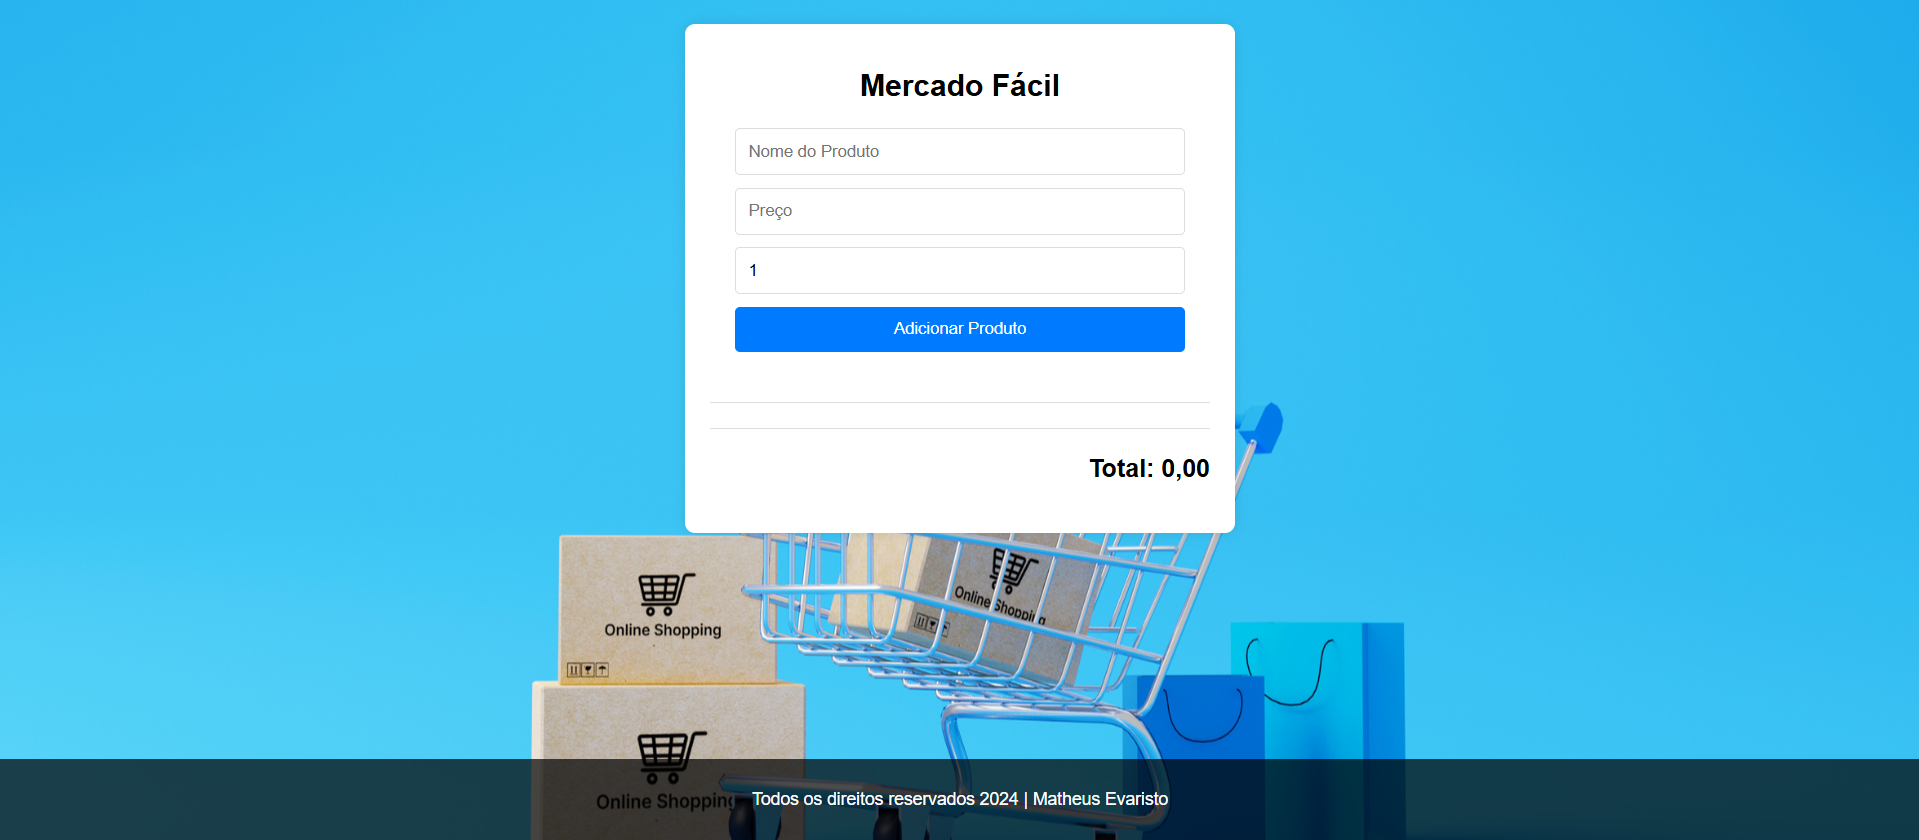 Mercado Fácil
Nome do Produto
Preço
1
Adicionar Produto
Total: 0,00
Online Shopping
Online Shopping
Online Shopping
Todos os direitos reservados 2024 | Matheus Evaristo